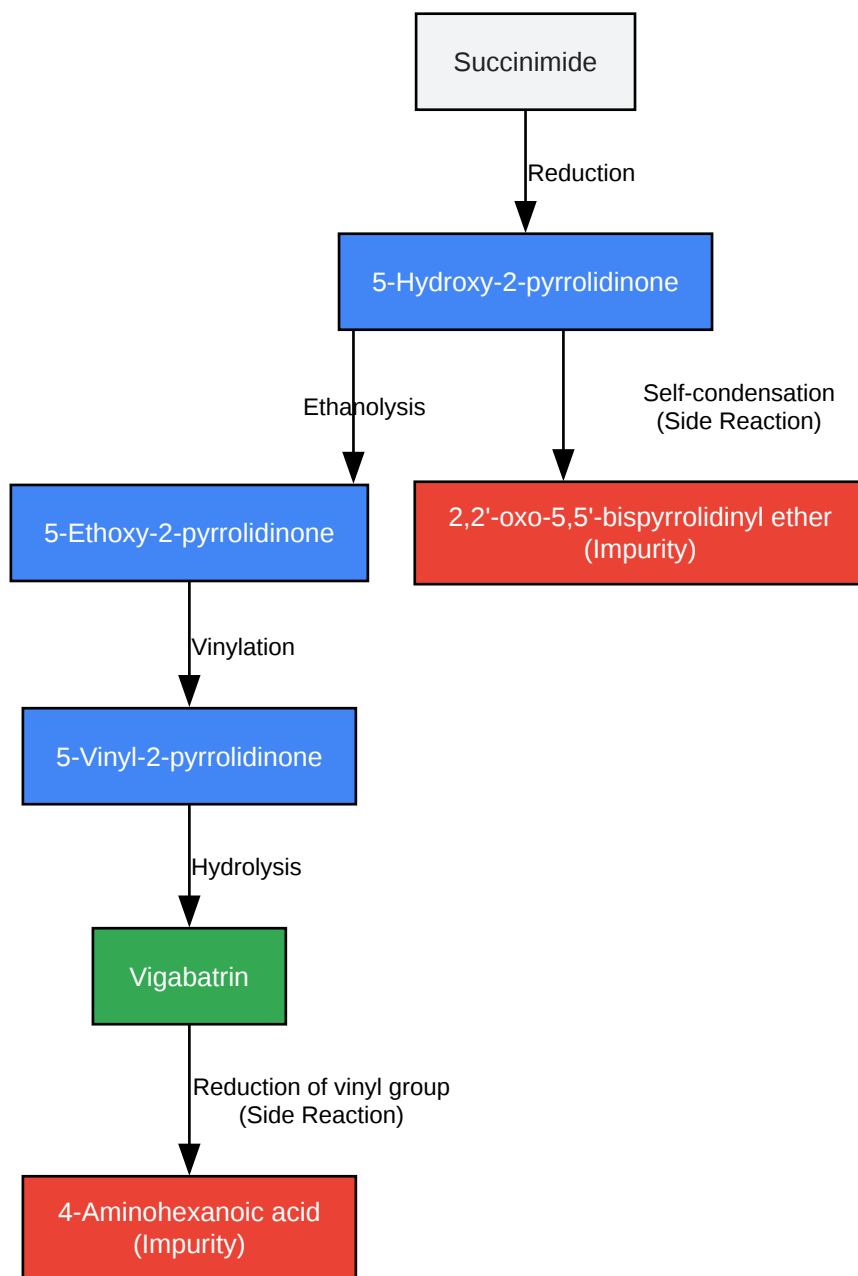 Succinimide
Reduction
5-Hydroxy-2-pyrrolidinone
Ethanolysis
Self-condensation
(Side Reaction)
5-Ethoxy-2-pyrrolidinone
2,2'-oxo-5,5'-bispyrrolidinyl ether
(Impurity)
Vinylation
5-Vinyl-2-pyrrolidinone
Hydrolysis
Vigabatrin
Reduction of vinyl group
(Side Reaction)
4-Aminohexanoic acid
(Impurity)